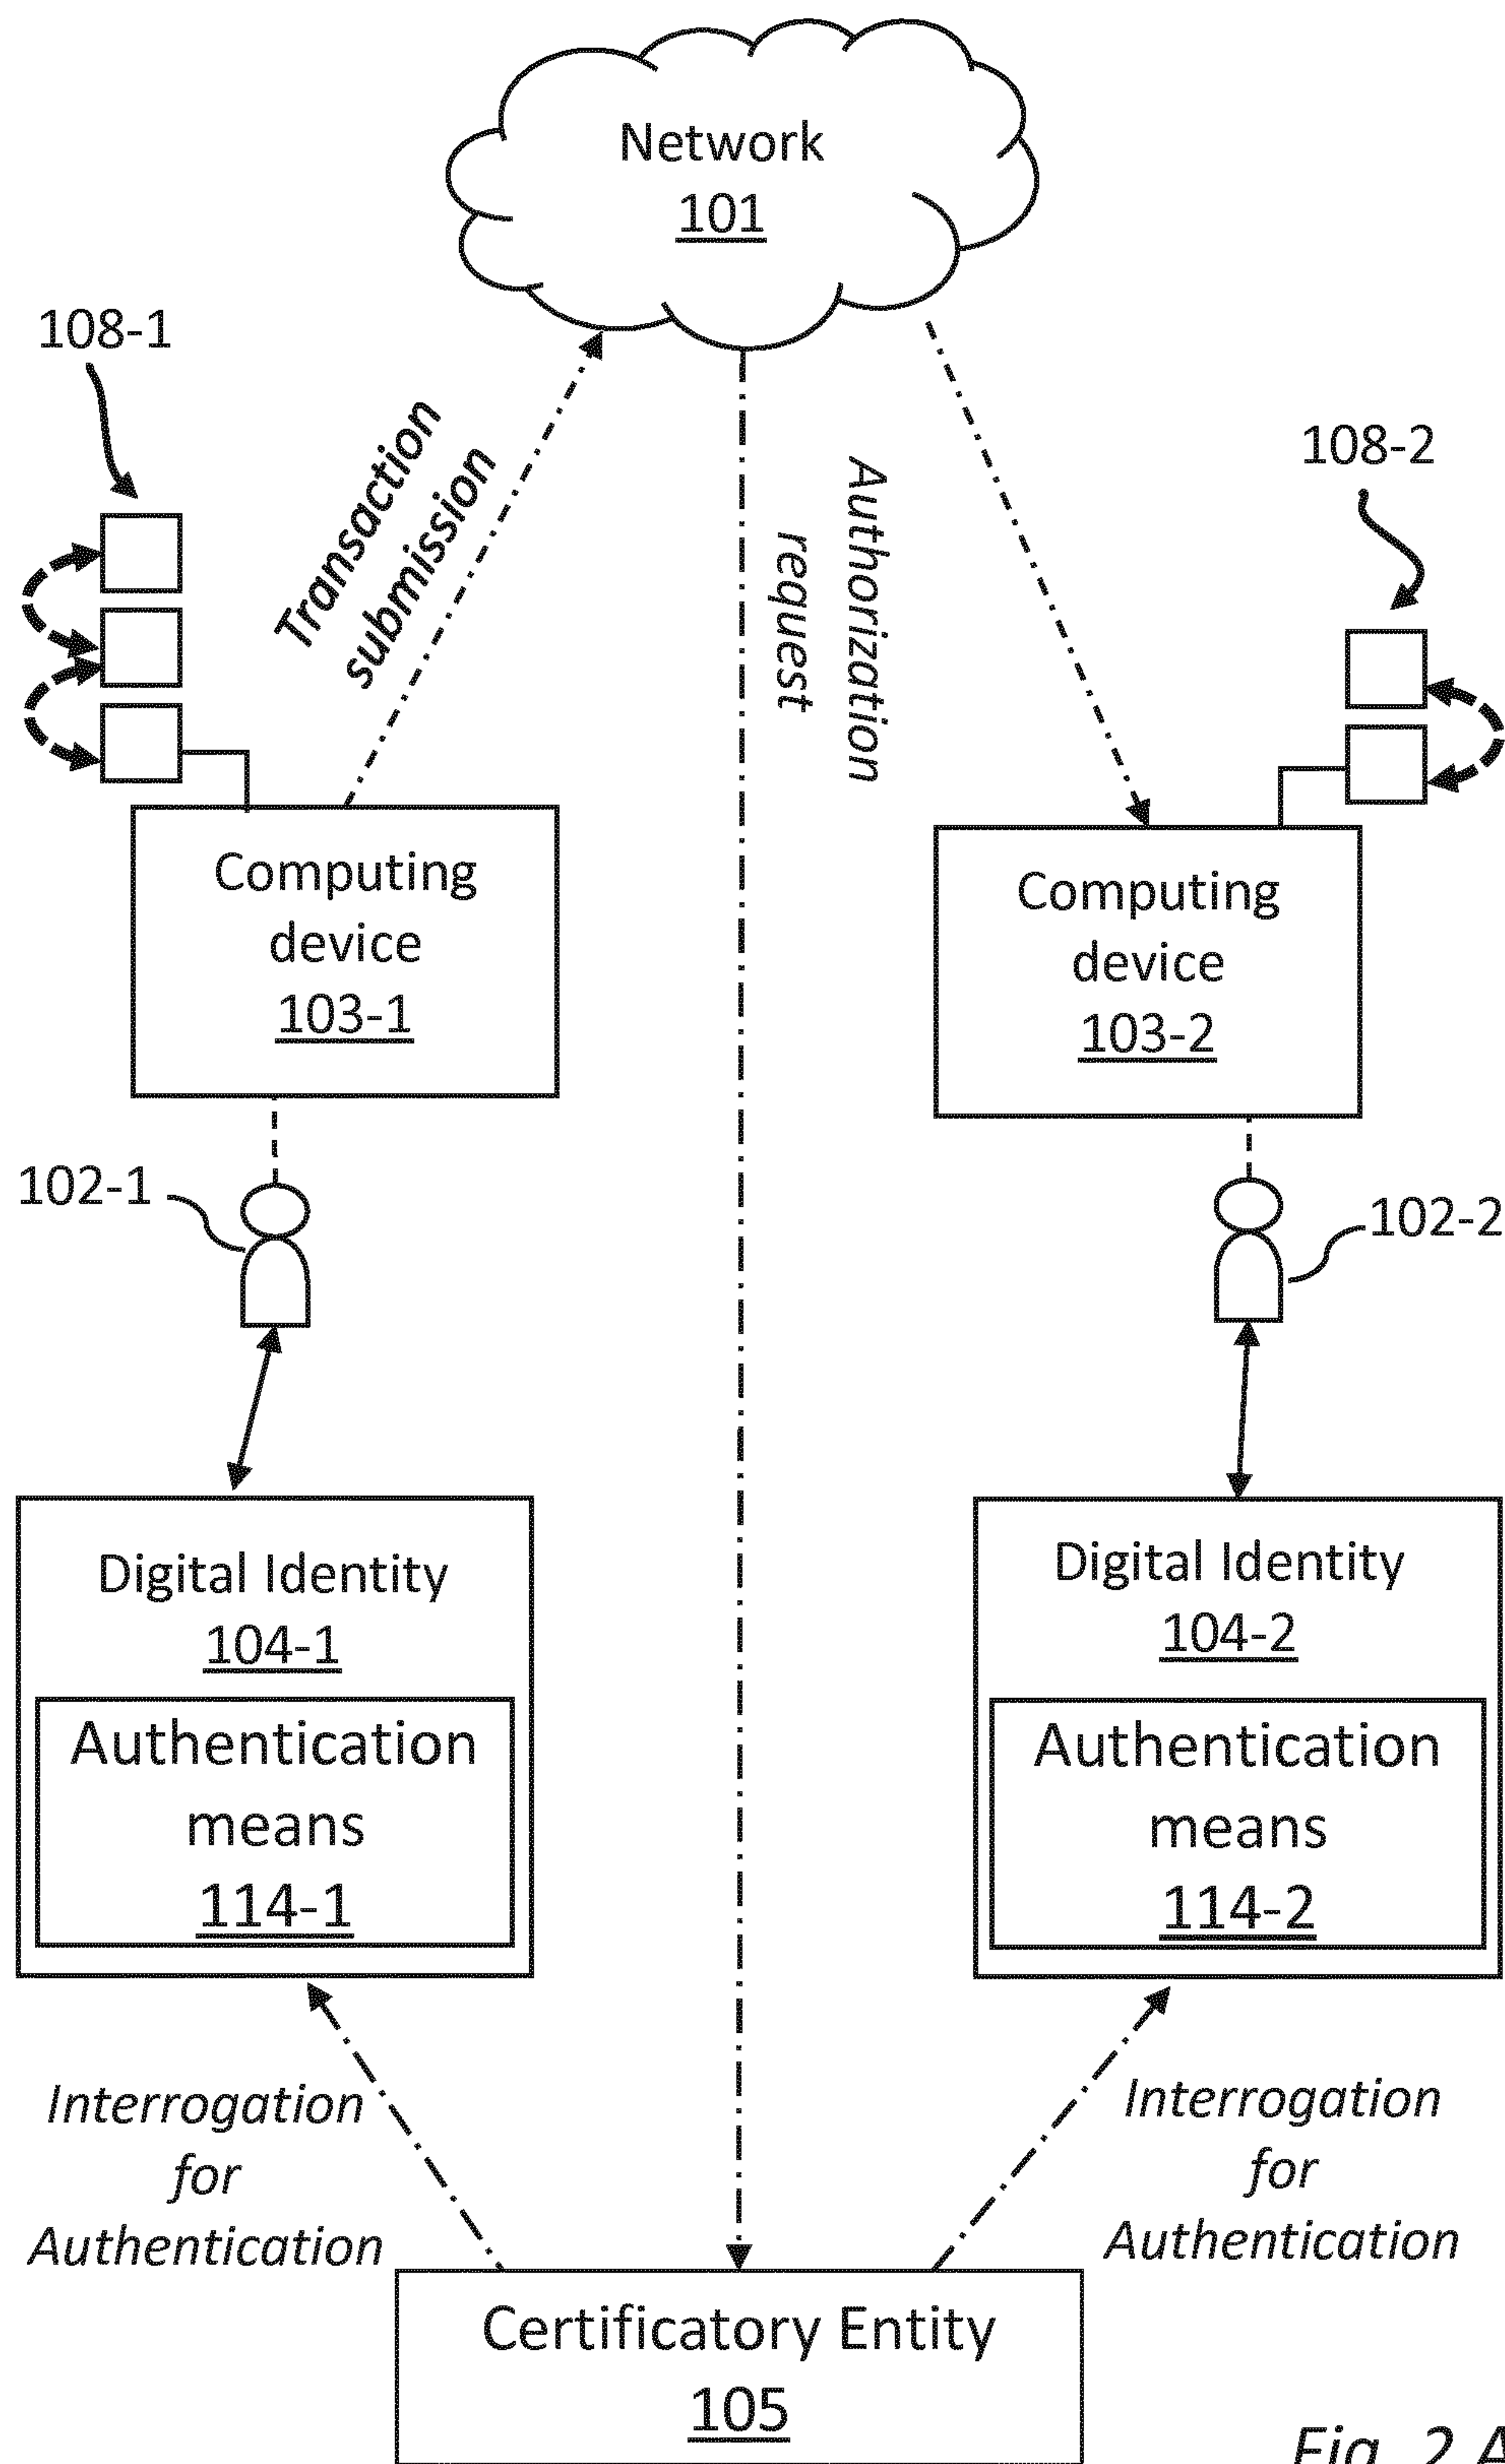 Network
101
108-1
108-2
Transaction
submission
Authorization
request
Computing
device
103-1
Computing
device
103-2
102-1
102-2
Digital Identity
104-1
Authentication
means
114-1
Digital Identity
104-2
Authentication
means
114-2
Interrogation
for
Authentication
Interrogation
for
Authentication
Certificatory Entity
105
Fig. 2 A